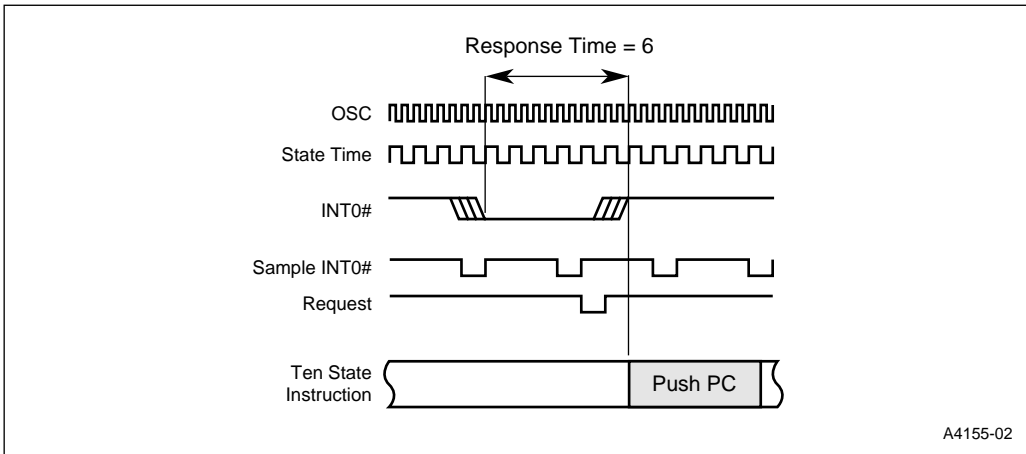 Response Time = 6
OSC
State Time
INT0#
Sample INT0#
Request
Ten State
Instruction
Push PC
A4155-02